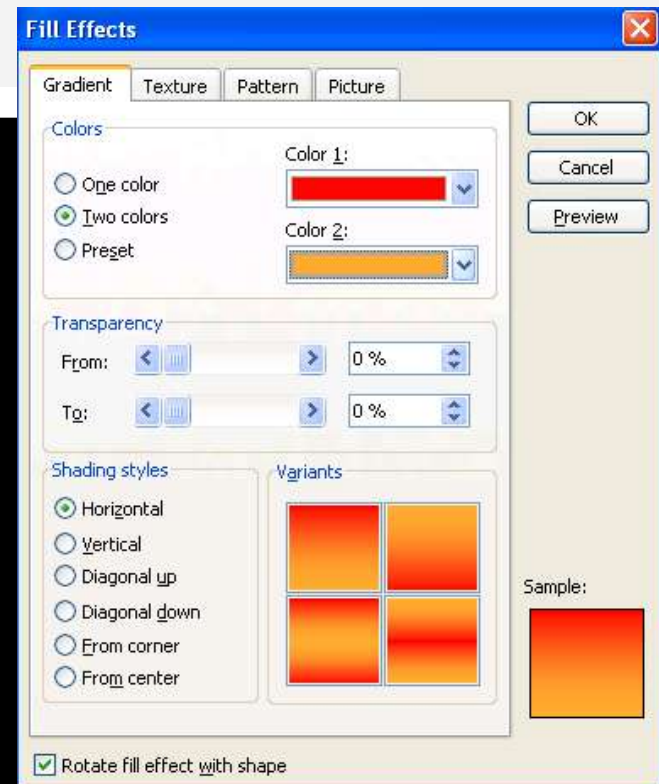 Fill Effects
Gradient Texture Pattern Picture
Colors
One color
Two colors
Preset
Color 1:
Color 2:
OK
Cancel
Preview
Transparency
From: 0 %
To: 0 %
Shading styles
Horizontal
Vertical
Diagonal up
Diagonal down
From corner
From center
Variants
Sample:
Rotate fill effect with shape